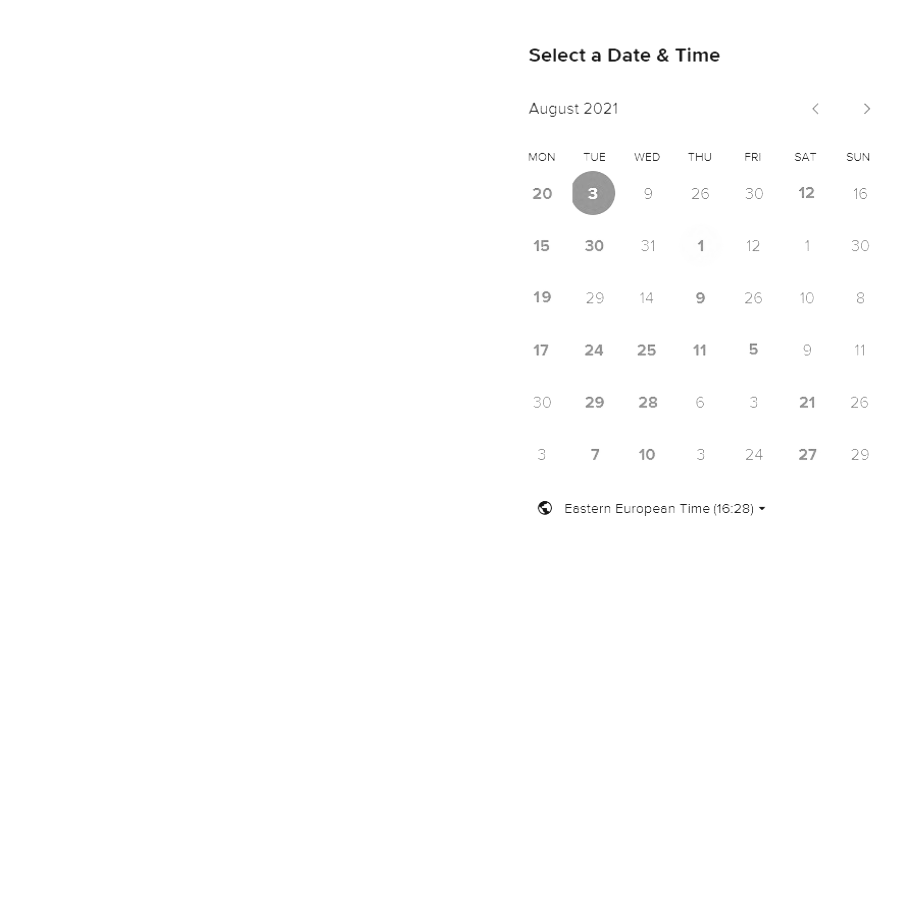 Select a Date & Time
August 2021
MON TUE WED THU FRI SAT SUN
20 3 9 26 30 12 16
15 30 31 1 12 1 30
19 29 14 9 26 10 8
17 24 25 11 5 9 11
30 29 28 6 3 21 26
3 7 10 3 24 27 29
Eastern European Time (16:28)